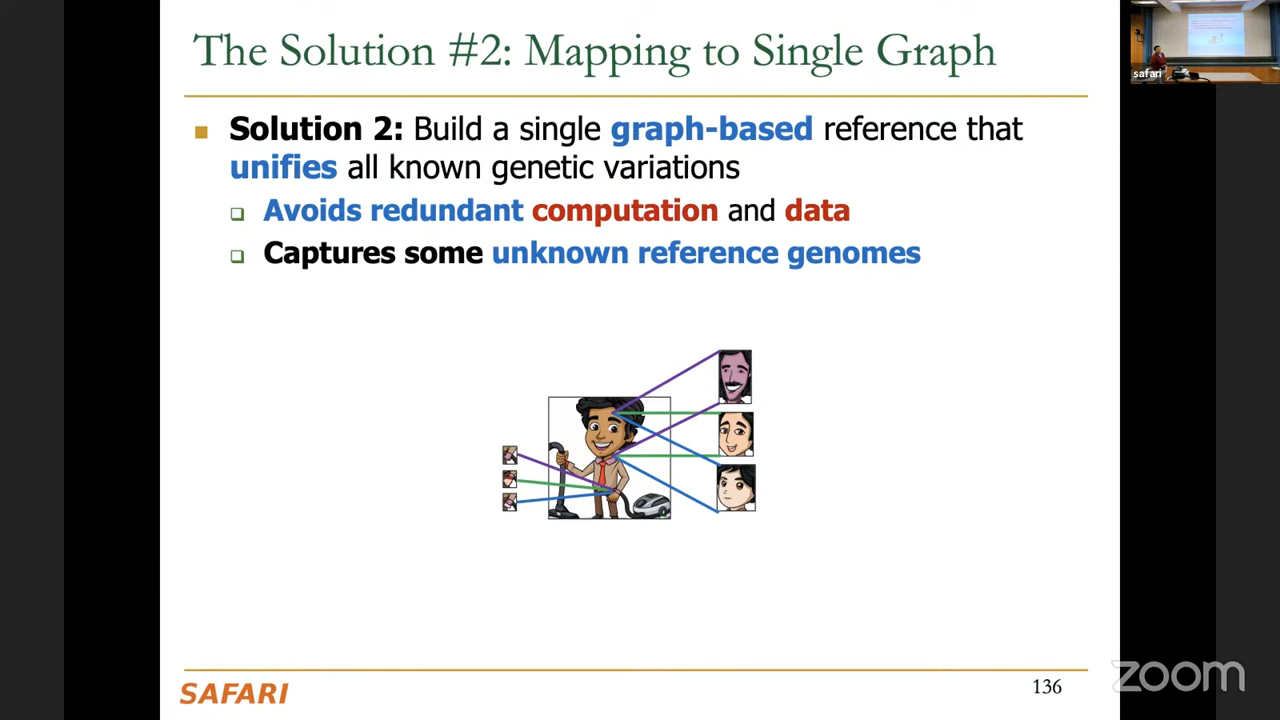 The Solution #2: Mapping to Single Graph
Solution 2: Build a single graph-based reference that
unifies all known genetic variations
Avoids redundant computation and data
Captures some unknown reference genomes
SAFARI
136
zoom
safari